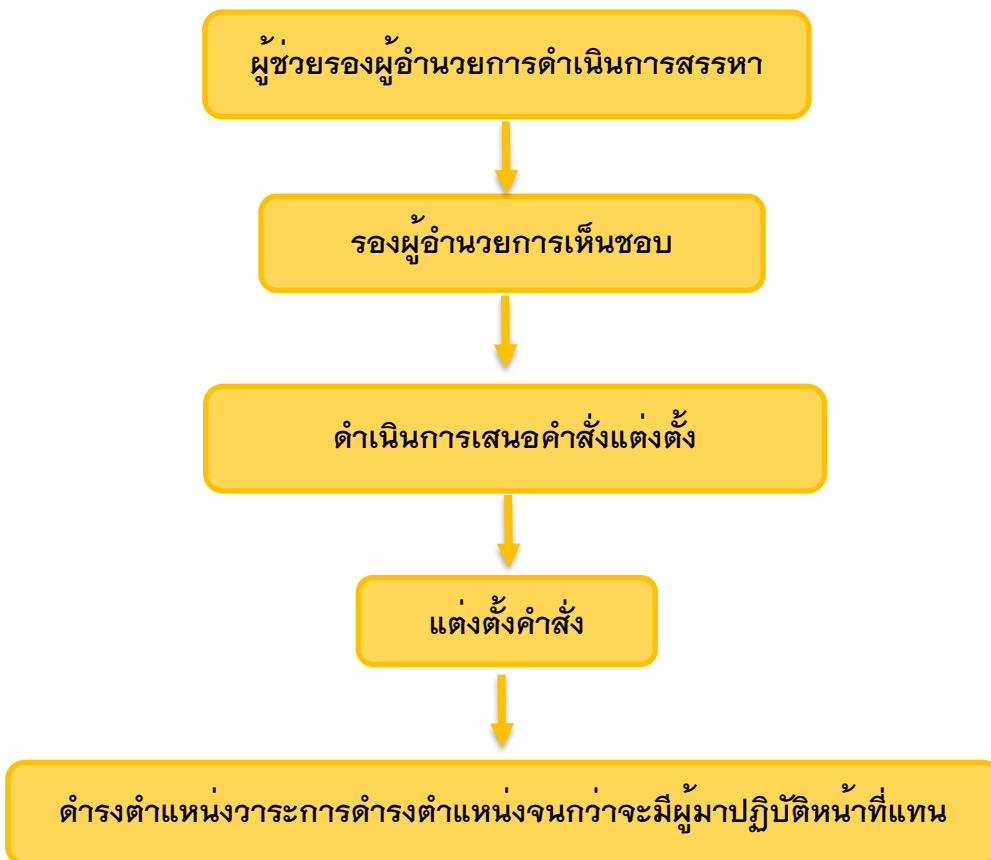 ผู้ช่วยรองผู้อำนวยการดำเนินการสรรหา
รองผู้อำนวยการเห็นชอบ
ดำเนินการเสนอคำสั่งแต่งตั้ง
แต่งตั้งคำสั่ง
ดำรงตำแหน่งวาระการดำรงตำแหน่งจนกว่าจะมีผู้มาปฏิบัติหน้าที่แทน